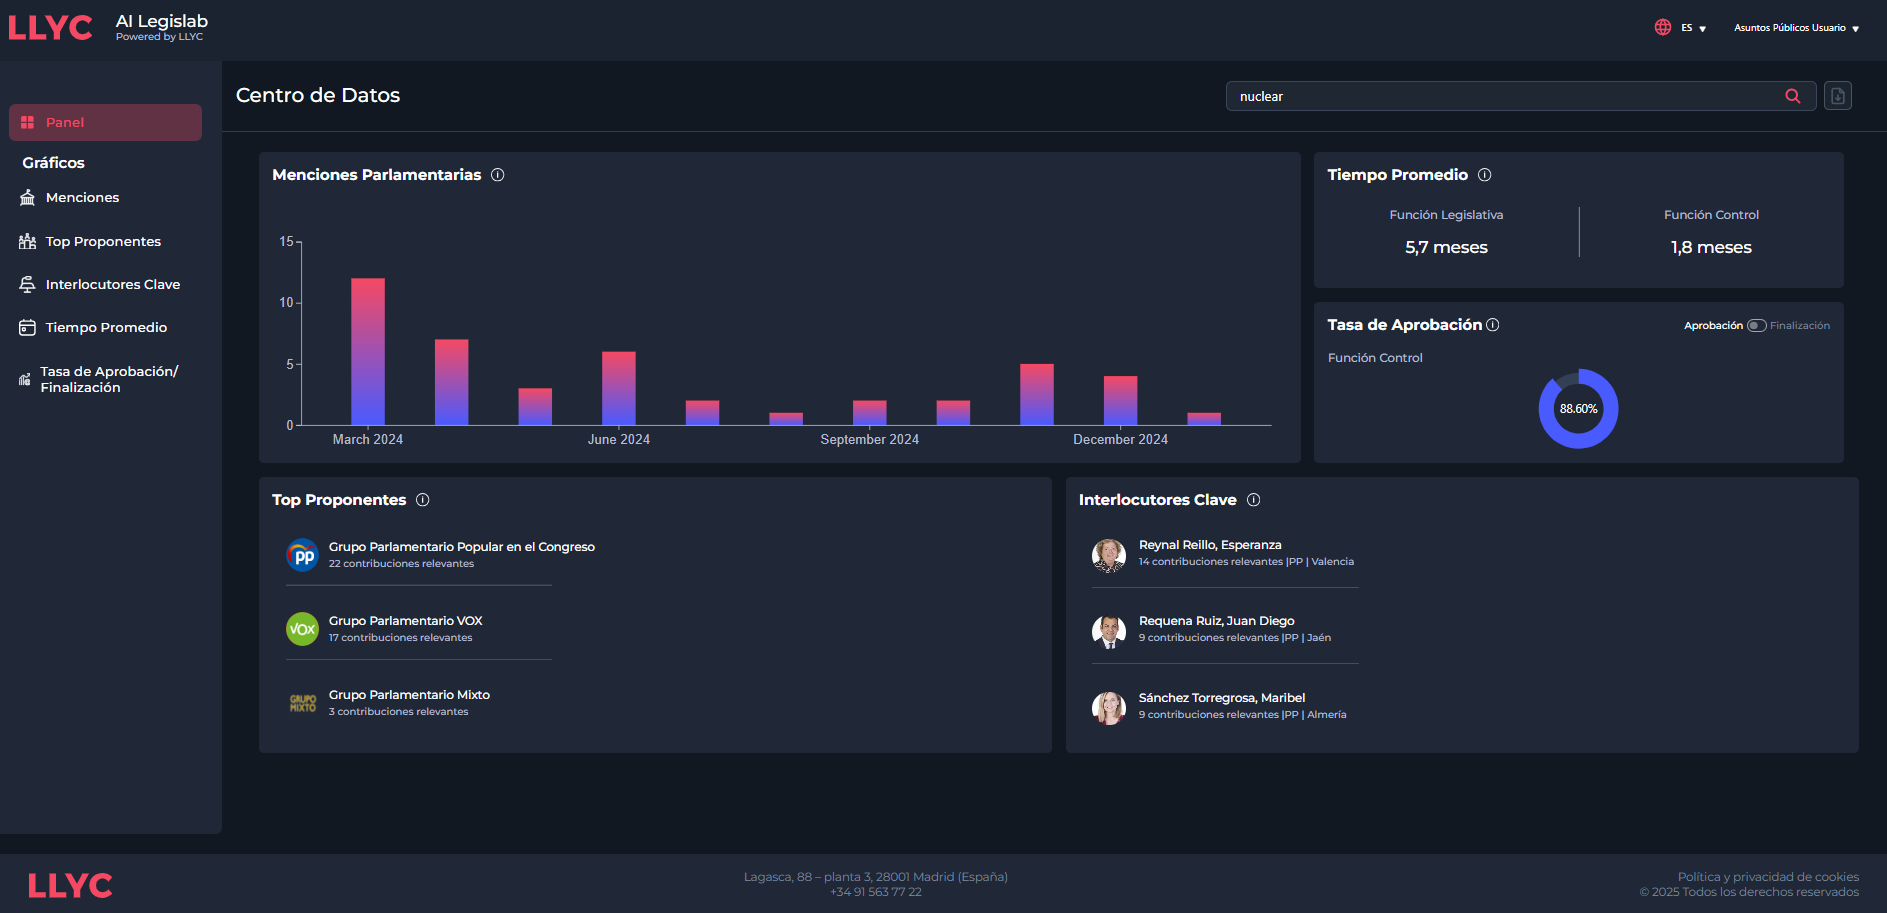 LLYC
AI Legislab
Powered by LLYC
ES
Asuntos Públicos Usuario
Panel
Gráficos
Menciones
Top Proponentes
Interlocutores Clave
Tiempo Promedio
Tasa de Aprobación/
Finalización
Centro de Datos
nuclear
Menciones Parlamentarias
15
10
5
0
March 2024
June 2024
September 2024
December 2024
Tiempo Promedio
Función Legislativa
5,7 meses
Función Control
1,8 meses
Tasa de Aprobación
Aprobación
Finalización
Función Control
88.60%
Top Proponentes
PP
Grupo Parlamentario Popular en el Congreso
22 contribuciones relevantes
VOX
Grupo Parlamentario VOX
17 contribuciones relevantes
GRUPO
MIXTO
Grupo Parlamentario Mixto
3 contribuciones relevantes
Interlocutores Clave
Reynal Reillo, Esperanza
14 contribuciones relevantes |PP | Valencia
Requena Ruiz, Juan Diego
9 contribuciones relevantes |PP | Jaén
Sánchez Torregrosa, Maribel
9 contribuciones relevantes |PP | Almería
LLYC
Lagasca, 88 – planta 3, 28001 Madrid (España)
+34 91 563 77 22
Política y privacidad de cookies
© 2025 Todos los derechos reservados